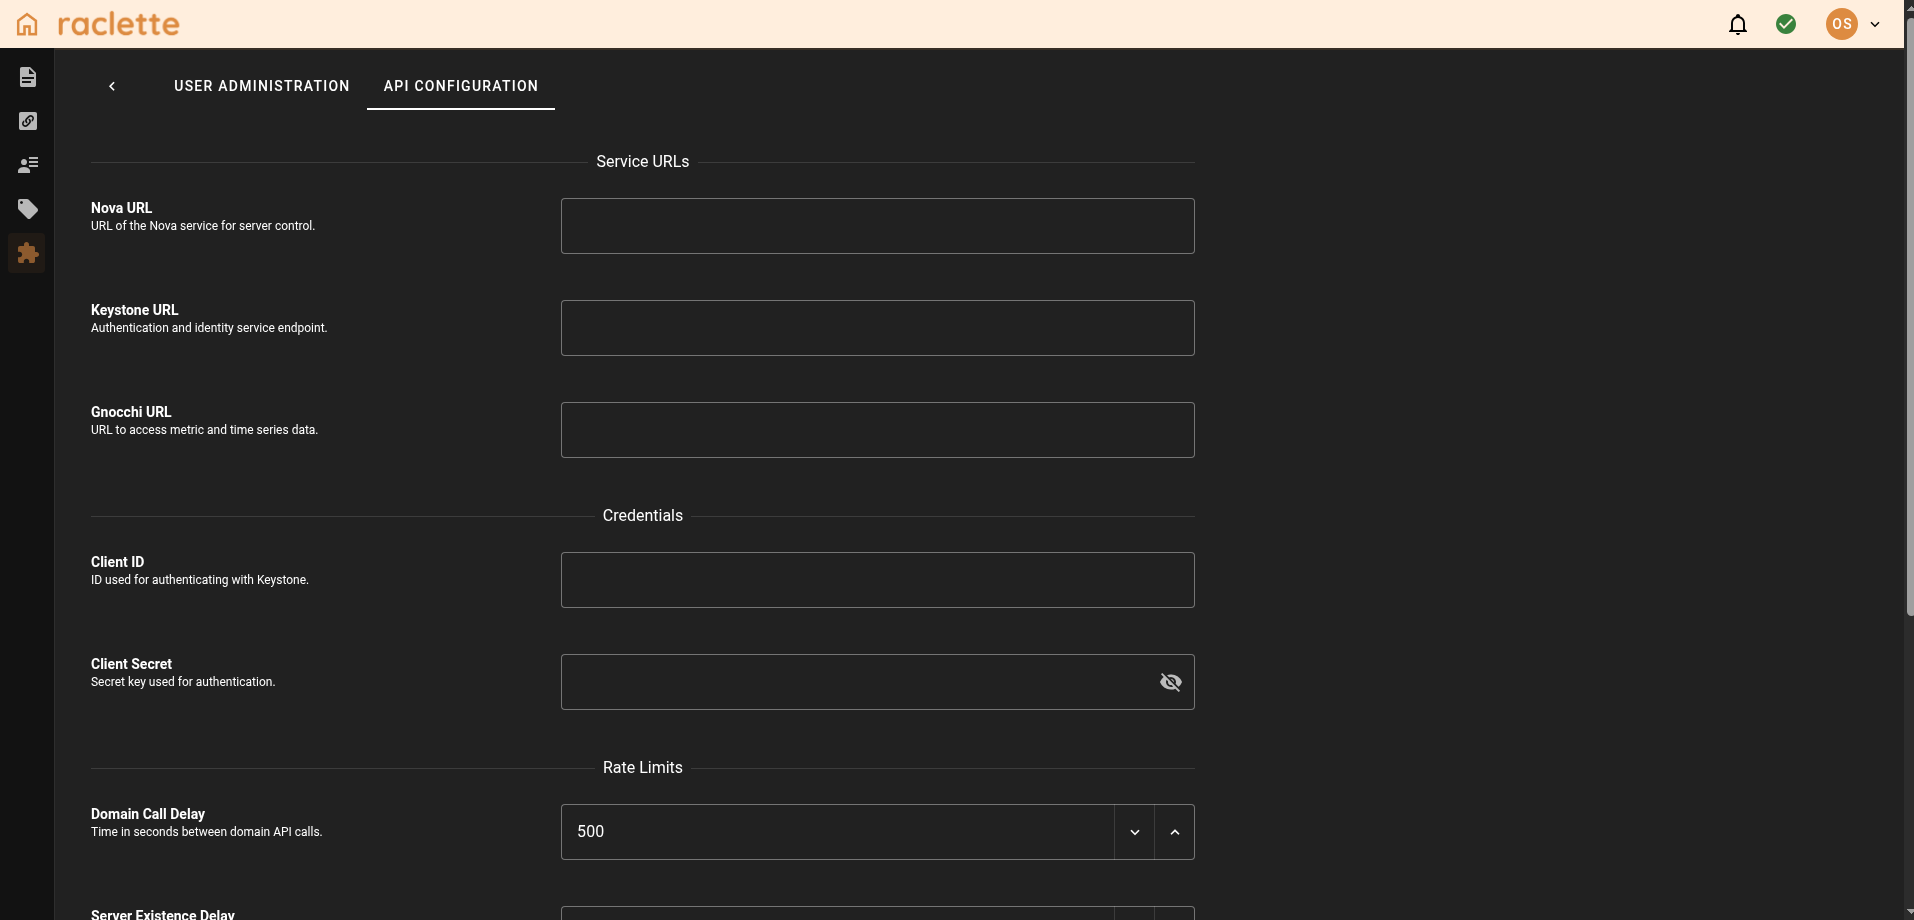 raclette
OS
USER ADMINISTRATION
API CONFIGURATION
Service URLs
Nova URL
URL of the Nova service for server control.
Keystone URL
Authentication and identity service endpoint.
Gnocchi URL
URL to access metric and time series data.
Credentials
Client ID
ID used for authenticating with Keystone.
Client Secret
Secret key used for authentication.
Rate Limits
Domain Call Delay
Time in seconds between domain API calls.
500
Server Existence Delay